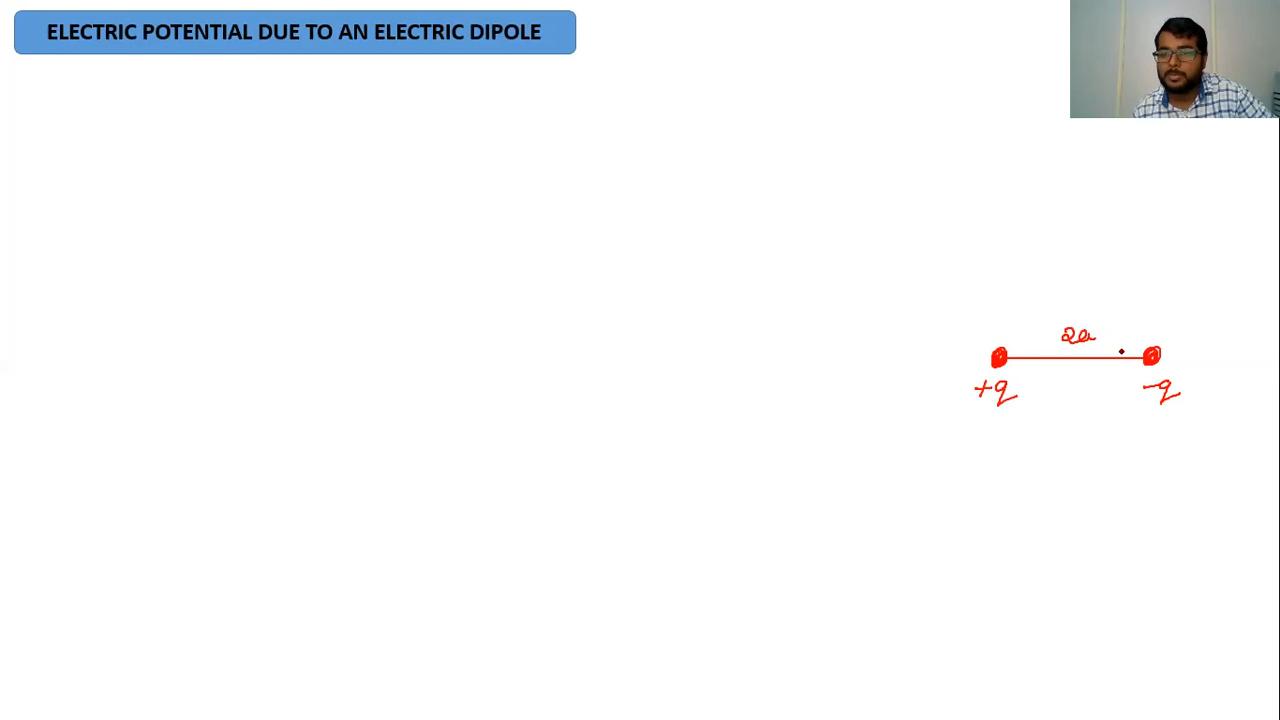 ELECTRIC POTENTIAL DUE TO AN ELECTRIC DIPOLE
2a
+q -q